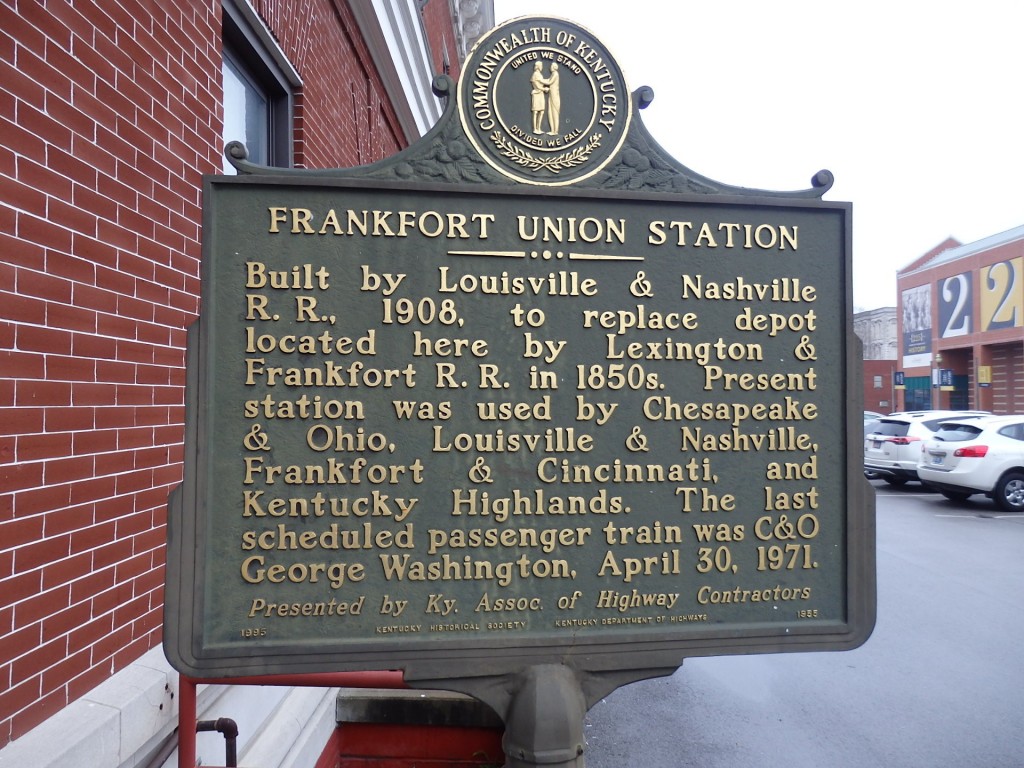 COMMONWEALTH OF KENTUCKY
UNITED WE STAND
DIVIDED WE FALL
FRANKFORT UNION STATION
Built by Louisville & Nashville
R. R., 1908, to replace depot
located here by Lexington &
Frankfort R. R. in 1850s. Present
station was used by Chesapeake
& Ohio, Louisville & Nashville,
Frankfort & Cincinnati, and
Kentucky Highlands. The last
scheduled passenger train was C&O
George Washington, April 30, 1971.
Presented by Ky. Assoc. of Highway Contractors
KENTUCKY HISTORICAL SOCIETY KENTUCKY DEPARTMENT OF HIGHWAYS
2
2